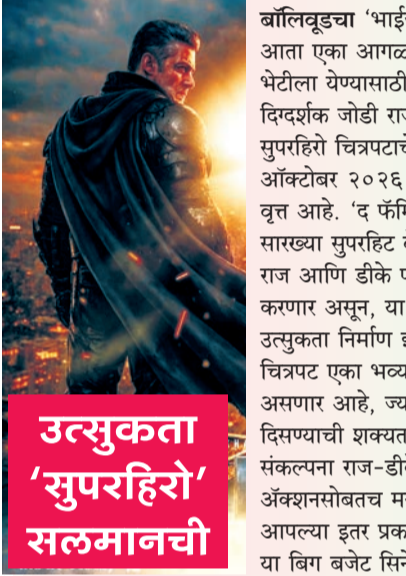 उत्सुकता
‘सुपरहिरो’
सलमानची
बॉलिवूडचा ‘भाई
आता एका आगळ
भेटीला येण्यासाठी
दिग्दर्शक जोडी राज
सुपरहिरो चित्रपटाचे
ऑक्टोबर २०२६
वृत्त आहे. ‘द फॅमि
सारख्या सुपरहिट
राज आणि डीके
करणार असून, या
उत्सुकता निर्माण
चित्रपट एका भव्य
असणार आहे, ज्य
दिसण्याची शक्यत
संकल्पना राज-डी
ॲक्शनसोबतच म
आपल्या इतर प्रक
या बिग बजेट सिने